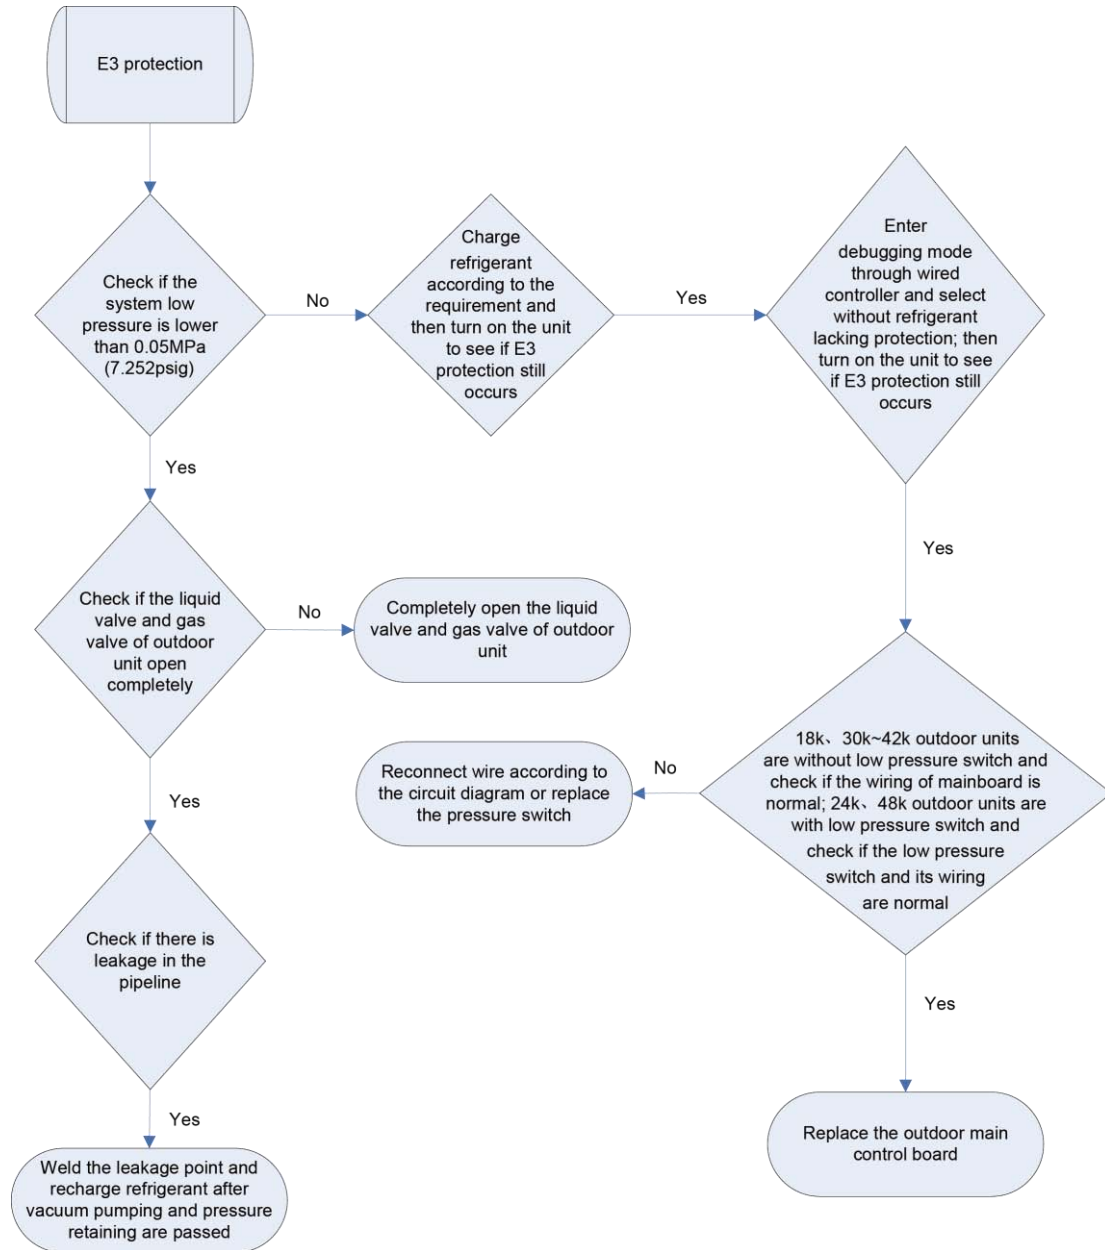 E3 protection
Check if the
system low
pressure is lower
than 0.05MPa
(7.252psig)
No
Charge
refrigerant
according to the
requirement and
then turn on the unit
to see if E3
protection still
occurs
Yes
Enter
debugging mode
through wired
controller and select
without refrigerant
lacking protection; then
turn on the unit to see
if E3 protection still
occurs
Yes
Check if the liquid
valve and gas
valve of outdoor
unit open
completely
No
Completely open the liquid
valve and gas valve of outdoor
unit
Yes
Yes
18k、30k~42k outdoor units
are without low pressure switch and
check if the wiring of mainboard is
normal; 24k、48k outdoor units are
with low pressure switch and
check if the low pressure
switch and its wiring
are normal
No
Reconnect wire according to
the circuit diagram or replace
the pressure switch
Check if there is
leakage in the
pipeline
Yes
Yes
Weld the leakage point and
recharge refrigerant after
vacuum pumping and pressure
retaining are passed
Replace the outdoor main
control board